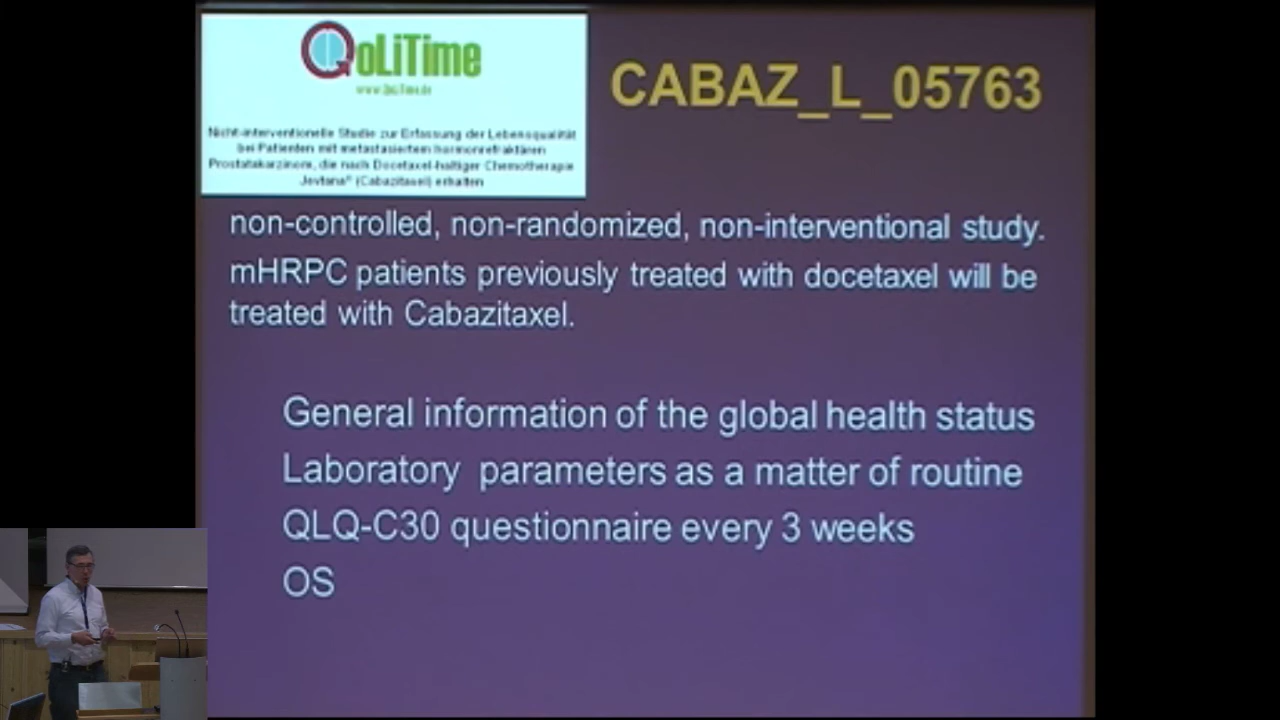 QoLiTime
www.QoLiTime.de
CABAZ_L_05763
Nicht-interventionelle Studie zur Erfassung der Lebensqualität
bei Patienten mit metastasiertem hormonrefraktären
Prostatakarzinom, die nach Docetaxel-haltiger Chemotherapie
Jevtana® (Cabazitaxel) erhalten
non-controlled, non-randomized, non-interventional study.
mHRPC patients previously treated with docetaxel will be
treated with Cabazitaxel.
General information of the global health status
Laboratory parameters as a matter of routine
QLQ-C30 questionnaire every 3 weeks
OS